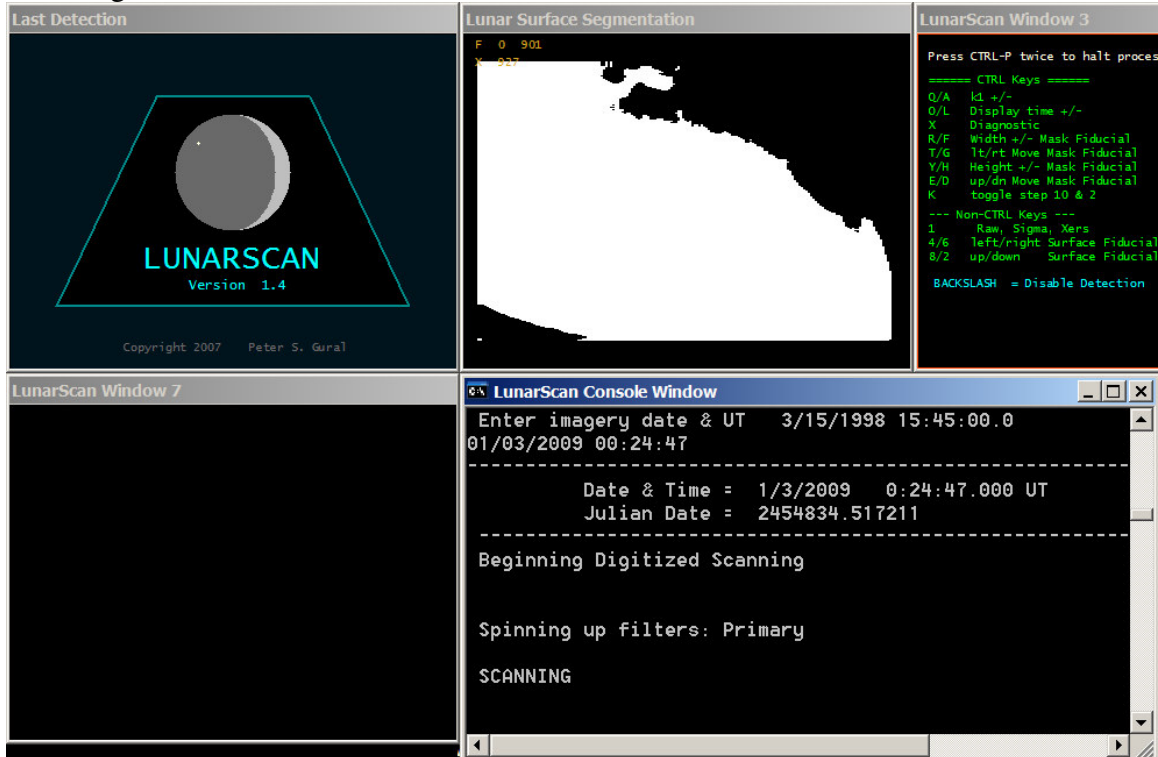 Last Detection
LUNARSCAN
Version 1.4
Copyright 2007 Peter S. Gural
Lunar Surface Segmentation
F 0 901
X 927
LunarScan Window 3
Press CTRL-P twice to halt proces
====== CTRL Keys ======
Q/A k1 +/-
O/L Display time +/-
X Diagnostic
R/F Width +/- Mask Fiducial
T/G lt/rt Move Mask Fiducial
Y/H Height +/- Mask Fiducial
E/D up/dn Move Mask Fiducial
K toggle step 10 & 2
--- Non-CTRL Keys ---
1 Raw, Sigma, Xers
4/6 left/right Surface Fiducial
8/2 up/down Surface Fiducial
BACKSLASH = Disable Detection
LunarScan Window 7
LunarScan Console Window
Enter imagery date & UT 3/15/1998 15:45:00.0
01/03/2009 00:24:47
Date & Time = 1/3/2009 0:24:47.000 UT
Julian Date = 2454834.517211
Beginning Digitized Scanning
Spinning up filters: Primary
SCANNING